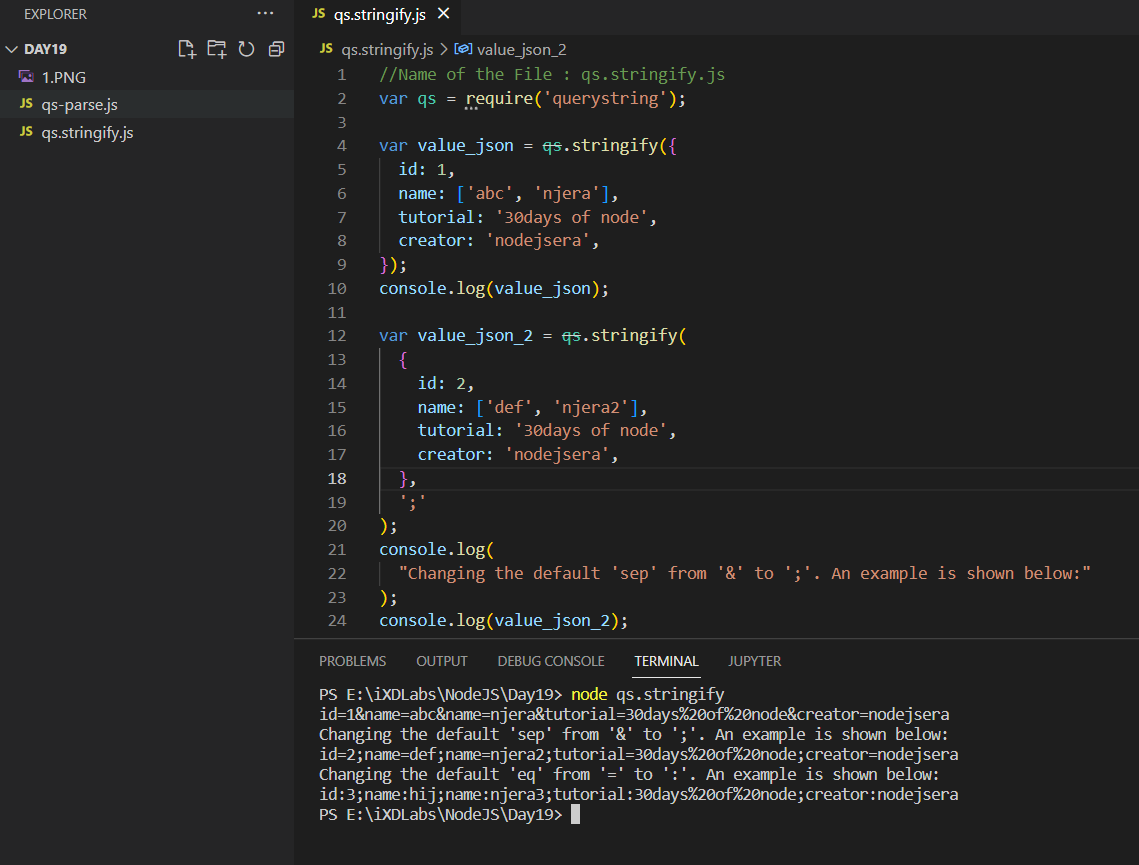 EXPLORER
...
DAY19
1.PNG
JS qs-parse.js
JS qs.stringify.js
JS qs.stringify.js ✕
JS qs.stringify.js > value_json_2
1 //Name of the File : qs.stringify.js
2 var qs = require('querystring');
3
4 var value_json = qs.stringify({
5   id: 1,
6   name: ['abc', 'njera'],
7   tutorial: '30days of node',
8   creator: 'nodejsera',
9 });
10 console.log(value_json);
11
12 var value_json_2 = qs.stringify(
13   {
14     id: 2,
15     name: ['def', 'njera2'],
16     tutorial: '30days of node',
17     creator: 'nodejsera',
18   },
19   ';'
20 );
21 console.log(
22   "Changing the default 'sep' from '&' to ';'. An example is shown below:"
23 );
24 console.log(value_json_2);
PROBLEMS OUTPUT DEBUG CONSOLE TERMINAL JUPYTER
PS E:\iXDLabs\NodeJS\Day19> node qs.stringify
id=1&name=abc&name=njera&tutorial=30days%20of%20node&creator=nodejsera
Changing the default 'sep' from '&' to ';'. An example is shown below:
id=2;name=def;name=njera2;tutorial=30days%20of%20node;creator=nodejsera
Changing the default 'eq' from '=' to ':'. An example is shown below:
id:3;name:hij;name:njera3;tutorial:30days%20of%20node;creator:nodejsera
PS E:\iXDLabs\NodeJS\Day19>